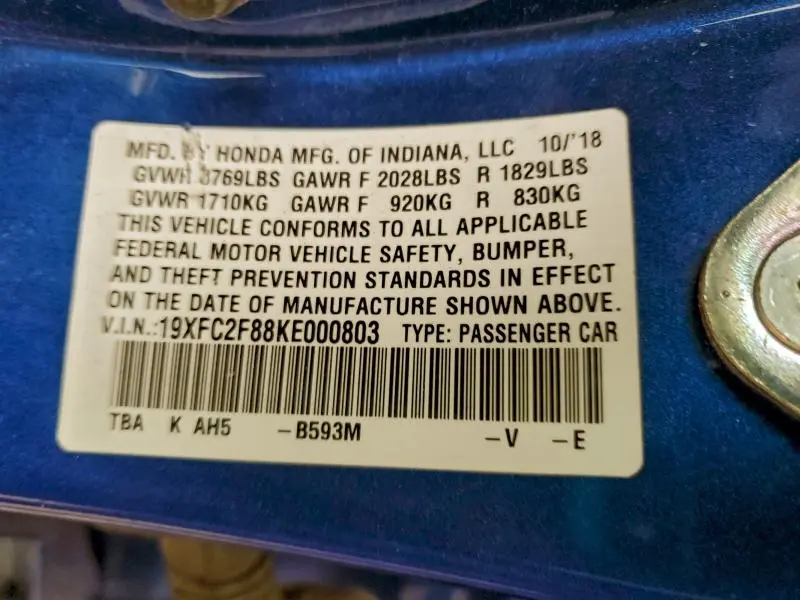 MFD. BY HONDA MFG. OF INDIANA, LLC 10/'18
GVWR 3769LBS GAWR F 2028LBS R 1829LBS
GVWR 1710KG GAWR F 920KG R 830KG
THIS VEHICLE CONFORMS TO ALL APPLICABLE
FEDERAL MOTOR VEHICLE SAFETY, BUMPER,
AND THEFT PREVENTION STANDARDS IN EFFECT
ON THE DATE OF MANUFACTURE SHOWN ABOVE.
V.I.N.:19XFC2F88KE000803 TYPE: PASSENGER CAR
TBA K AH5 -B593M -V -E